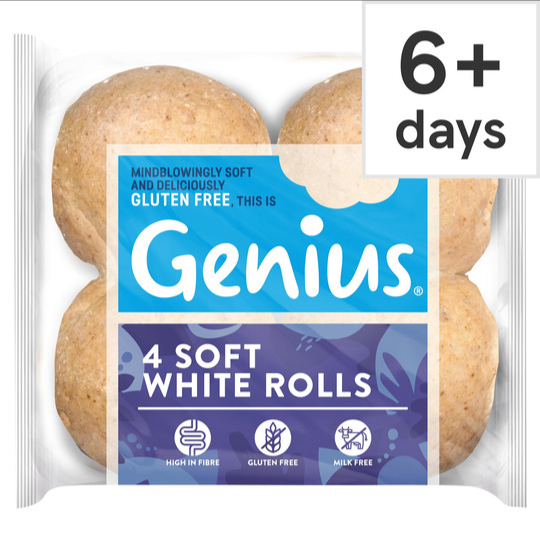 6+
days
MINDBLOWINGLY SOFT
AND DELICIOUSLY
GLUTEN FREE, THIS IS
Genius®
4 SOFT
WHITE ROLLS
HIGH IN FIBRE
GLUTEN FREE
MILK FREE